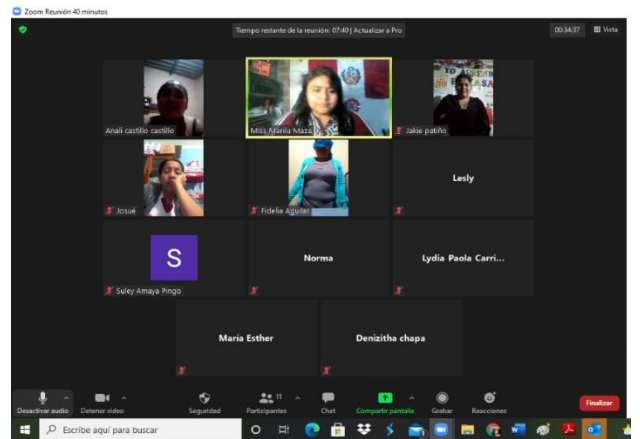 Zoom Reunión 40 minutos
Tiempo restante de la reunión: 07:40 | Actualizar a Pro
00:34:37 Vista
Analí castillo castillo
Miss Marilu Maza
Jakie patiño
Josué
Fidelia Aguilar
Lesly
S
Suley Amaya Pingo
Norma
Lydia Paola Carri...
María Esther
Denizitha chapa
Desactivar audio
Detener video
Seguridad
Participantes 11
Chat
Compartir pantalla
Grabar
Reacciones
Finalizar
Escribe aquí para buscar